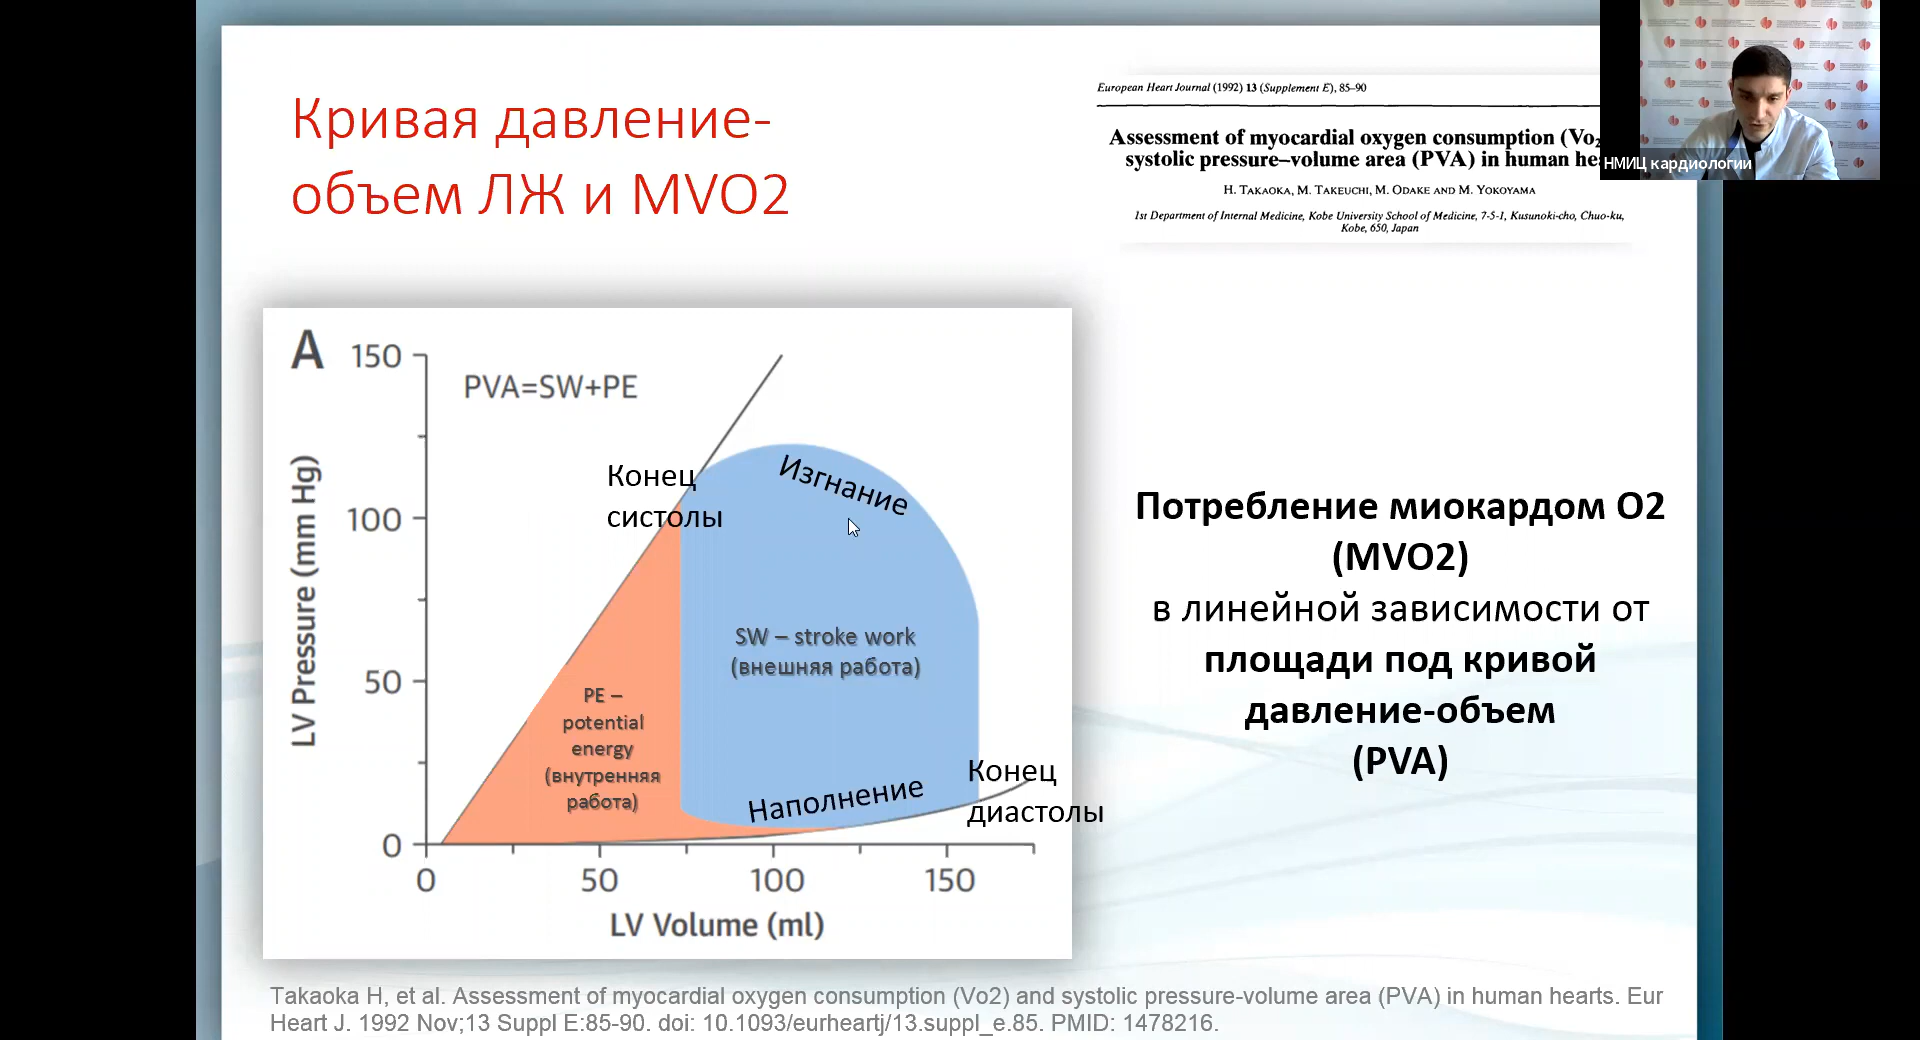 Кривая давление-
объем ЛЖ и MVO2
European Heart Journal (1992) 13 (Supplement E), 85–90
Assessment of myocardial oxygen consumption (Vo2
systolic pressure–volume area (PVA) in human he
H. TAKAOKA, M. TAKEUCHI, M. ODAKE AND M. YOKOYAMA
1st Department of Internal Medicine, Kobe University School of Medicine, 7-5-1, Kusunoki-cho, Chuo-ku,
Kobe, 650, Japan
НМИЦ кардиологии
A
150
PVA=SW+PE
Конец
систолы
Изгнание
100
LV Pressure (mm Hg)
SW – stroke work
(внешняя работа)
50
PE –
potential
energy
(внутренняя
работа)
Наполнение
Конец
диастолы
0
0 50 100 150
LV Volume (ml)
Потребление миокардом О2
(MVO2)
в линейной зависимости от
площади под кривой
давление-объем
(PVA)
Takaoka H, et al. Assessment of myocardial oxygen consumption (Vo2) and systolic pressure-volume area (PVA) in human hearts. Eur
Heart J. 1992 Nov;13 Suppl E:85-90. doi: 10.1093/eurheartj/13.suppl_e.85. PMID: 1478216.